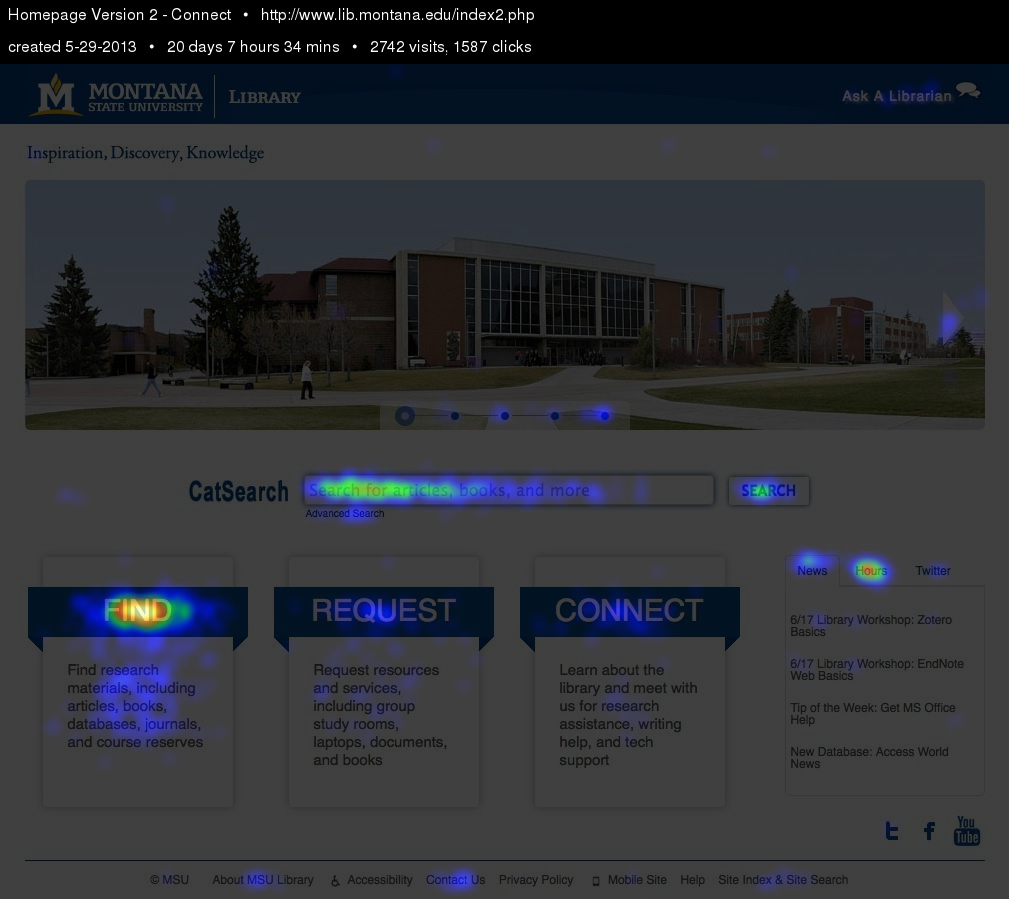 Homepage Version 2 - Connect • http://www.lib.montana.edu/index2.php
created 5-29-2013 • 20 days 7 hours 34 mins • 2742 visits, 1587 clicks
M MONTANA
STATE UNIVERSITY
LIBRARY
Ask A Librarian
Inspiration, Discovery, Knowledge
CatSearch
Search for articles, books, and more
SEARCH
Advanced Search
FIND
Find research
materials, including
articles, books,
databases, journals,
and course reserves
REQUEST
Request resources
and services,
including group
study rooms,
laptops, documents,
and books
CONNECT
Learn about the
library and meet with
us for research
assistance, writing
help, and tech
support
News Hours Twitter
6/17 Library Workshop: Zotero
Basics
6/17 Library Workshop: EndNote
Web Basics
Tip of the Week: Get MS Office
Help
New Database: Access World
News
t f You Tube
© MSU About MSU Library Accessibility Contact Us Privacy Policy Mobile Site Help Site Index & Site Search